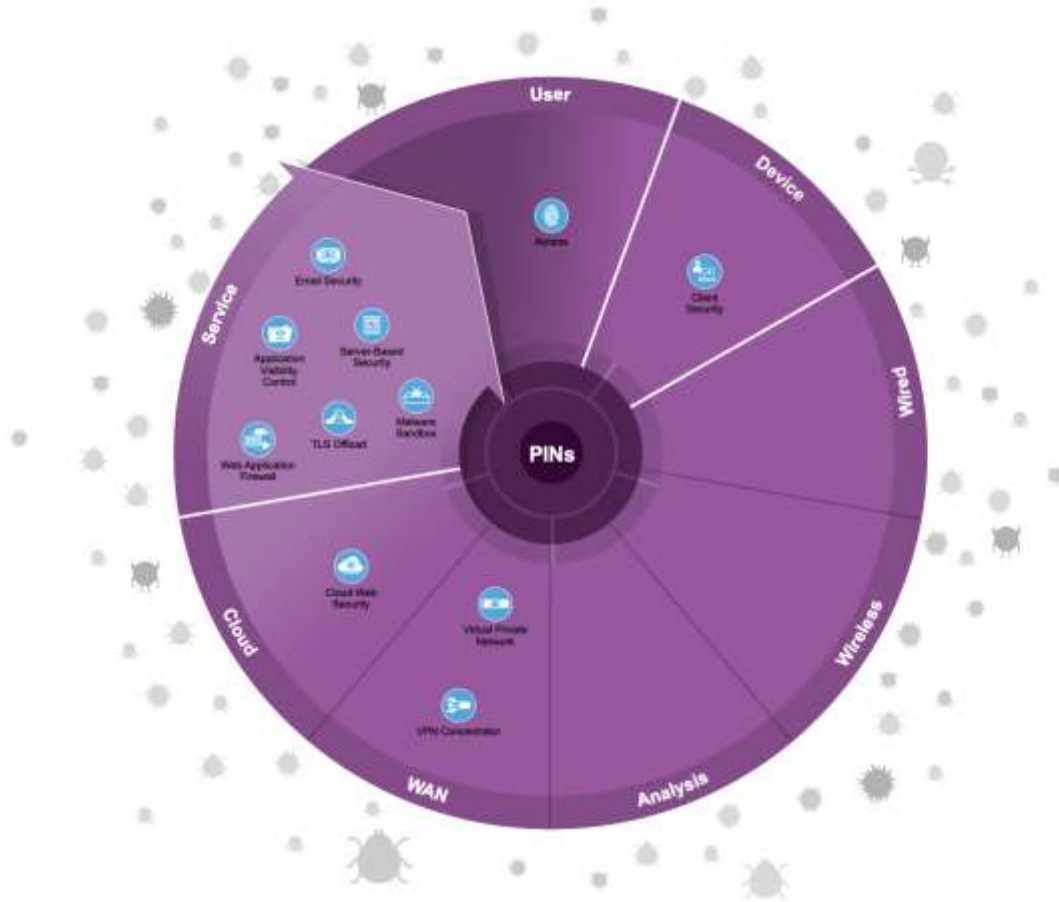 User
Device
Wired
Wireless
Analysis
WAN
Cloud
Service
PINs
Access
Client
Security
Email Security
Application
Visibility
Control
Server-Based
Security
Malware
Sandbox
TLS Offload
Web Application
Firewall
Cloud Web
Security
Virtual Private
Network
VPN Concentrator